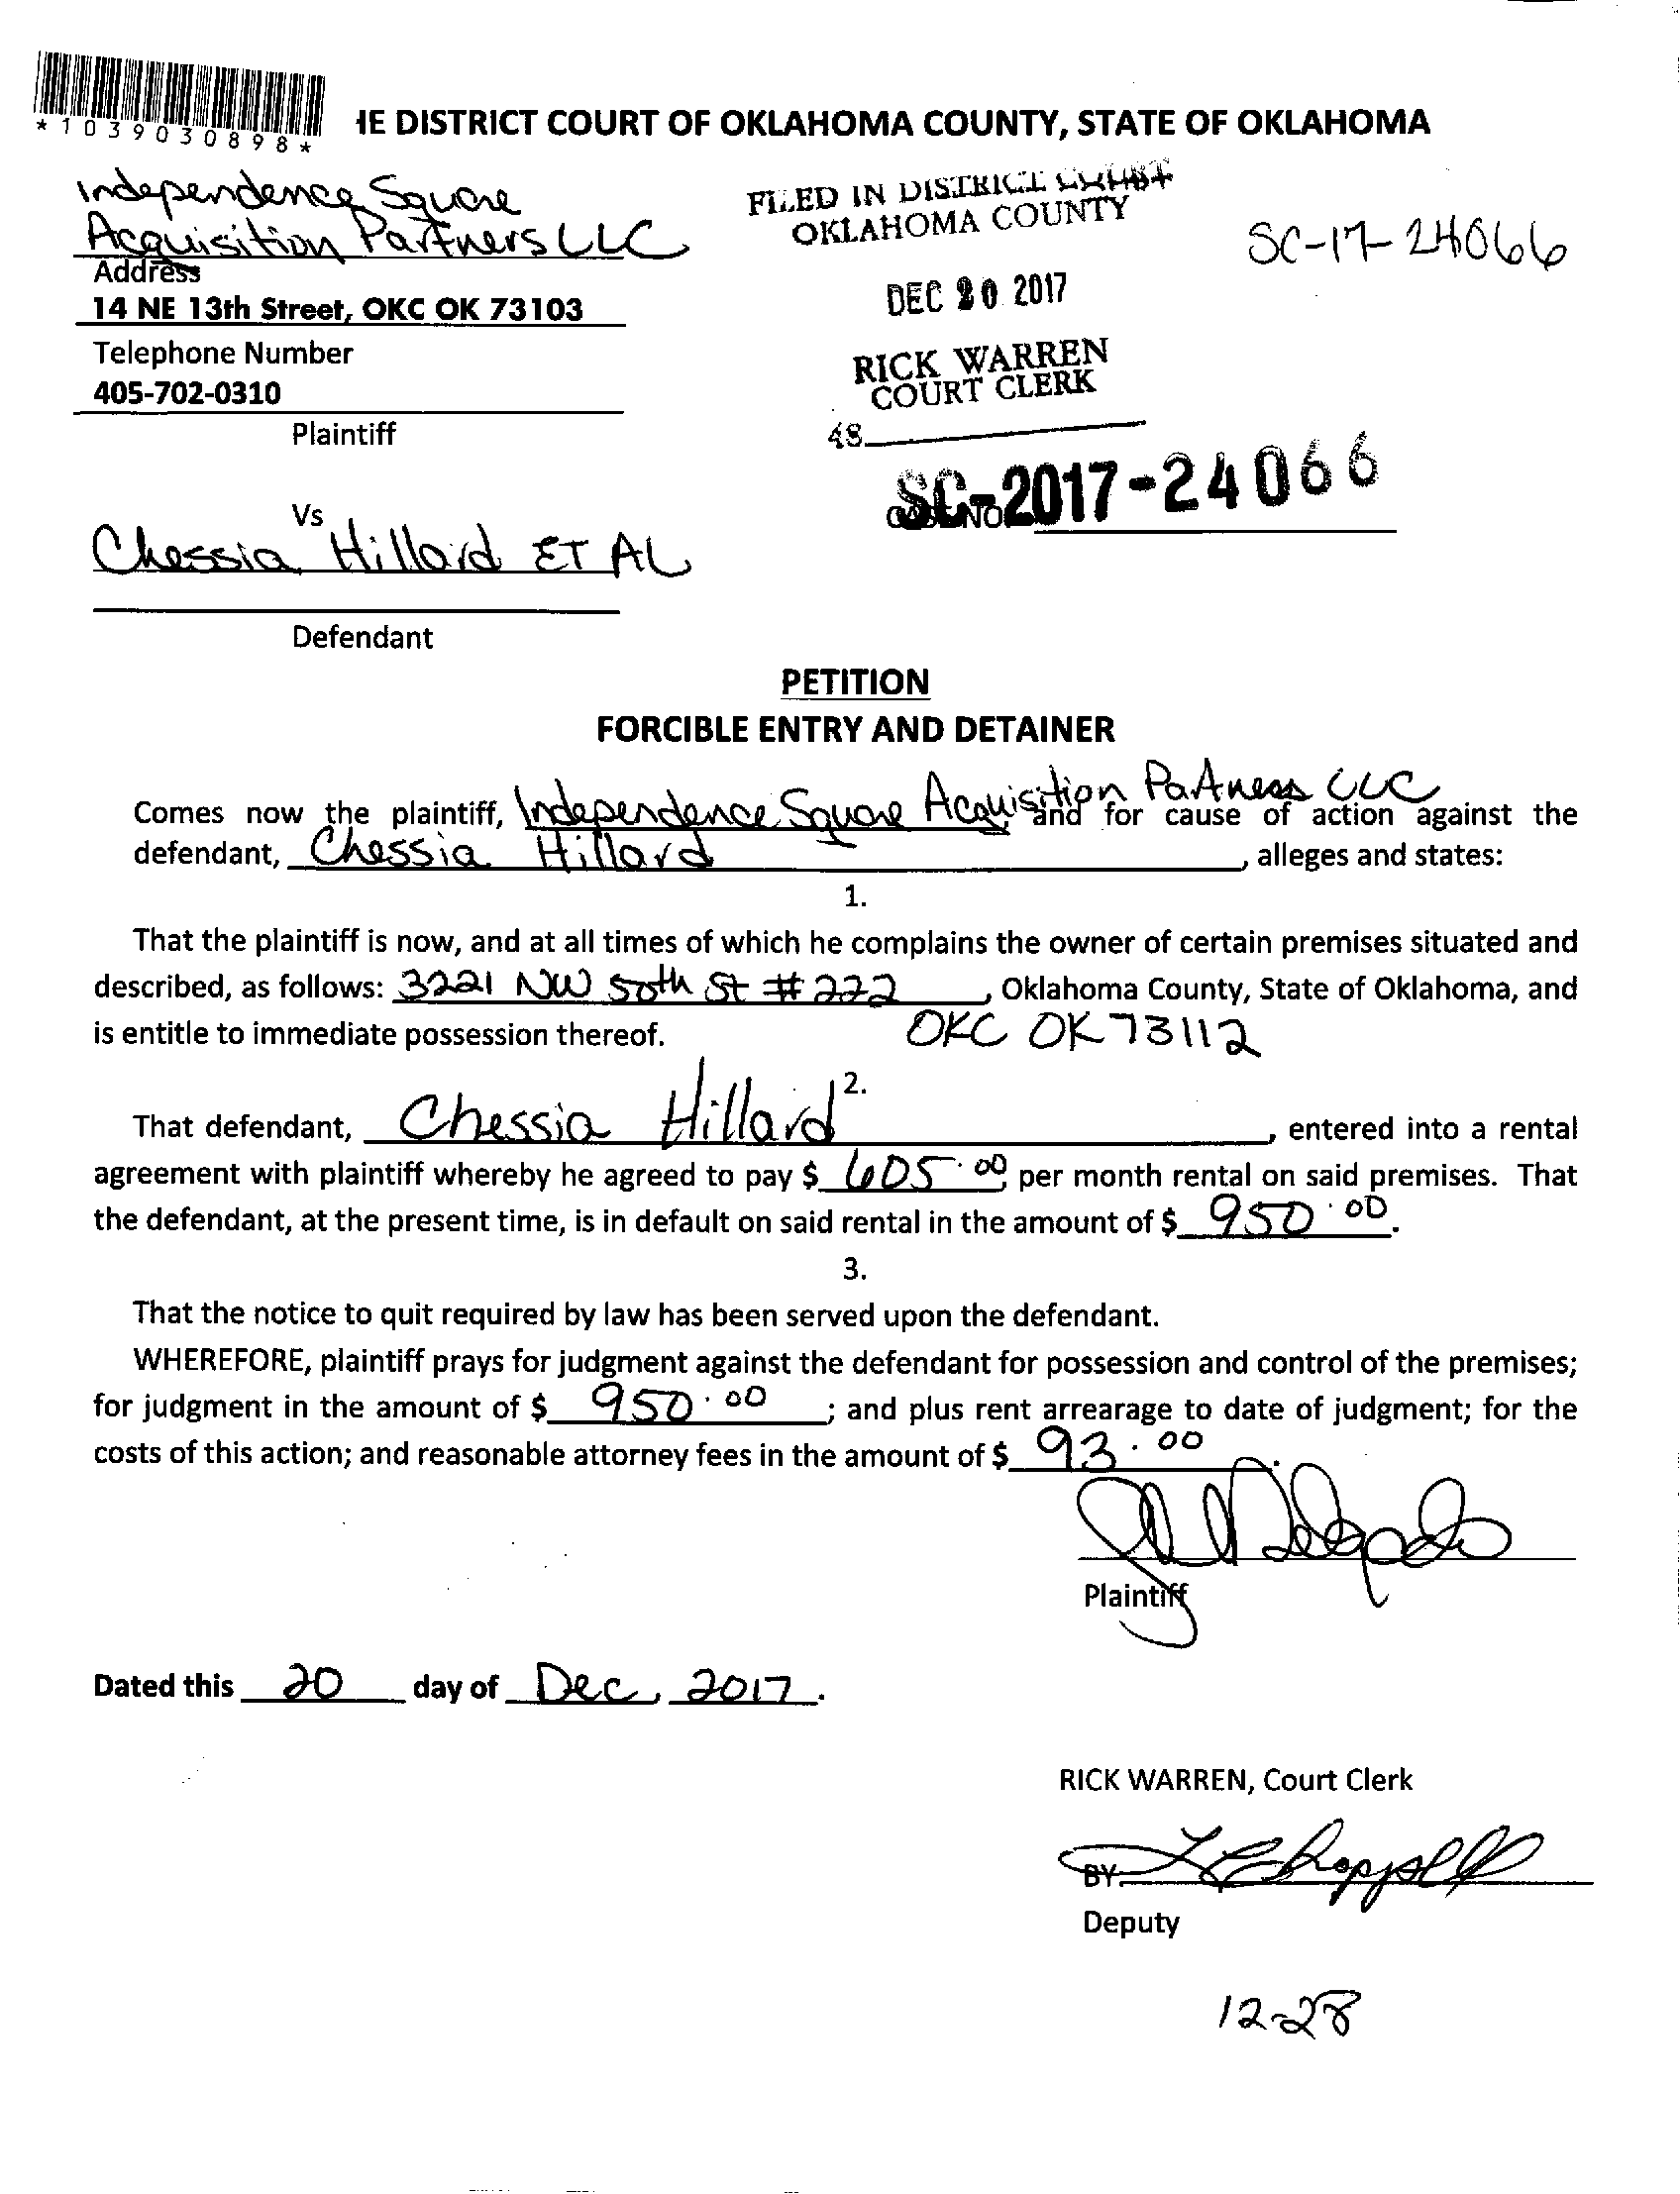 *1039030898*
HE DISTRICT COURT OF OKLAHOMA COUNTY, STATE OF OKLAHOMA
Independence Square
Acquisition Partners LLC
Address
14 NE 13th Street, OKC OK 73103
Telephone Number
405-702-0310
Plaintiff
FILED IN DISTRICT COURT
OKLAHOMA COUNTY
DEC 20 2017
RICK WARREN
COURT CLERK
48
SC-17-24066
SC-2017-24066
CASE NO.
Vs
Chessia Hillard ET AL
Defendant
PETITION
FORCIBLE ENTRY AND DETAINER
Comes now the plaintiff, Independence Square Acquisition Partners LLC and for cause of action against the
defendant, Chessia Hillard, alleges and states:
1.
That the plaintiff is now, and at all times of which he complains the owner of certain premises situated and
described, as follows: 3221 NW 50th St #222, Oklahoma County, State of Oklahoma, and
is entitle to immediate possession thereof. OKC OK 73112
2.
That defendant, Chessia Hillard, entered into a rental
agreement with plaintiff whereby he agreed to pay $ 605.00 per month rental on said premises. That
the defendant, at the present time, is in default on said rental in the amount of $ 950.00.
3.
That the notice to quit required by law has been served upon the defendant.
WHEREFORE, plaintiff prays for judgment against the defendant for possession and control of the premises;
for judgment in the amount of $ 950.00; and plus rent arrearage to date of judgment; for the
costs of this action; and reasonable attorney fees in the amount of $ 93.00.
Plaintiff
Dated this 20 day of Dec, 2017.
RICK WARREN, Court Clerk
BY:
Deputy
12-28